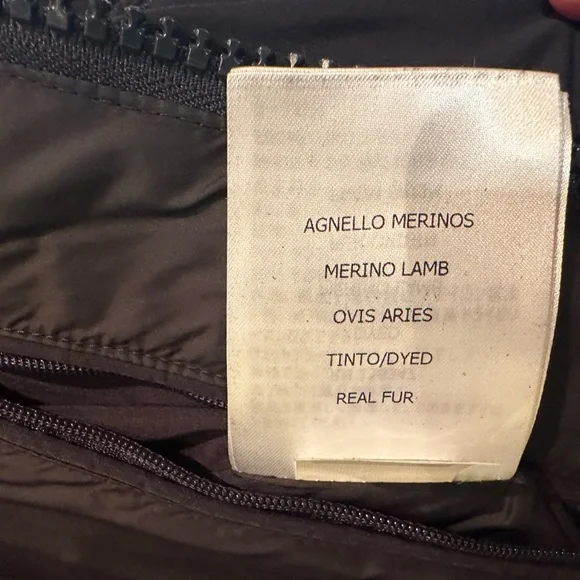 AGNELLO MERINOS
MERINO LAMB
OVIS ARIES
TINTO/DYED
REAL FUR